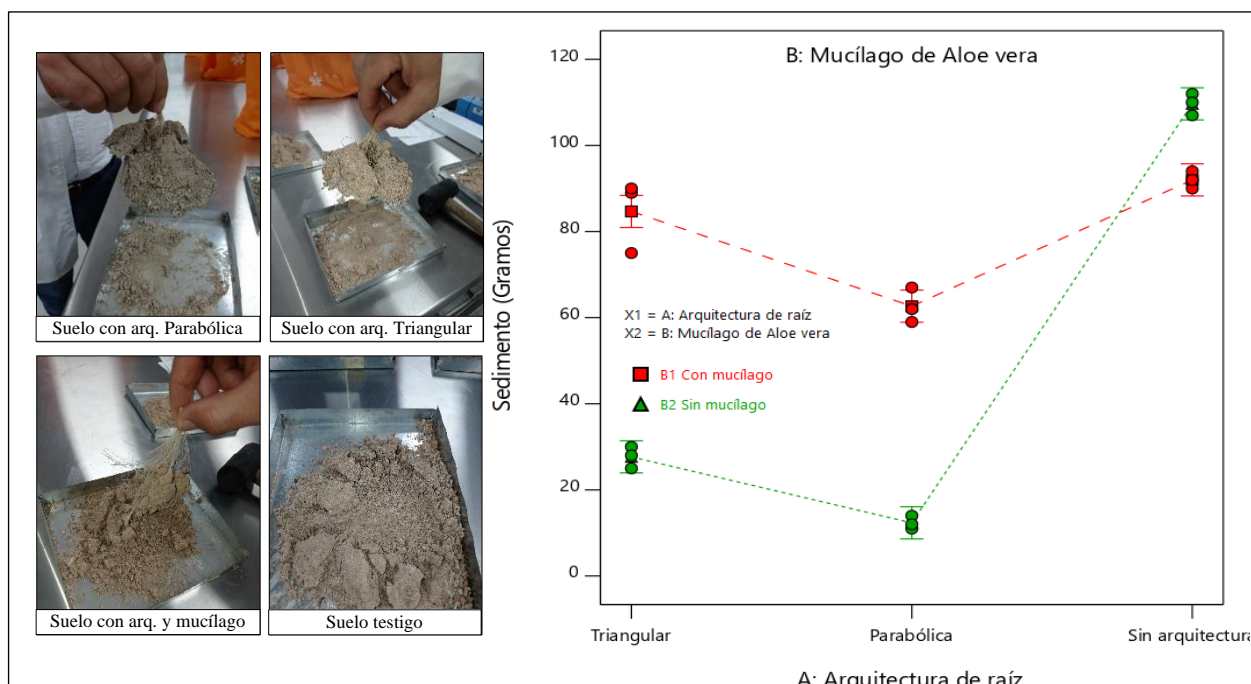 Suelo con arq. Parabólica
Suelo con arq. Triangular
Suelo con arq. y mucílago
Suelo testigo
B: Mucílago de Aloe vera
Sedimento (Gramos)
120
100
80
60
40
20
0
X1 = A: Arquitectura de raíz
X2 = B: Mucílago de Aloe vera
B1 Con mucílago
B2 Sin mucílago
Triangular
Parabólica
Sin arquitectura
A: Arquitectura de raíz